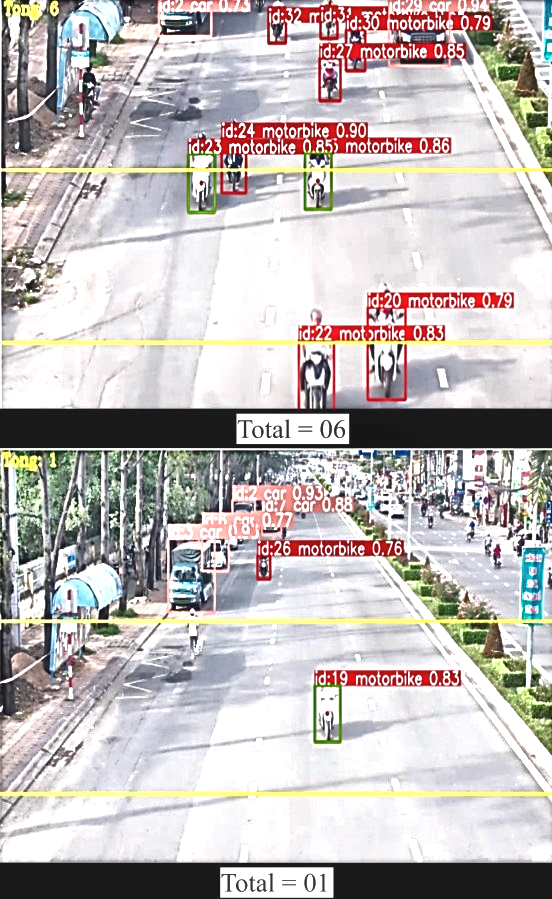 Tong 6
id:2 car 0.73
id:29 car 0.94
id:32 m
id:30 motorbike 0.79
id:27 motorbike 0.85
id:24 motorbike 0.90
id:23 motorbike 0.85
motorbike 0.86
id:20 motorbike 0.79
id:22 motorbike 0.83
Total = 06
Tong: 1
id:2 car 0.93
car 0.88
car 0.77
id:26 motorbike 0.76
id:19 motorbike 0.83
Total = 01